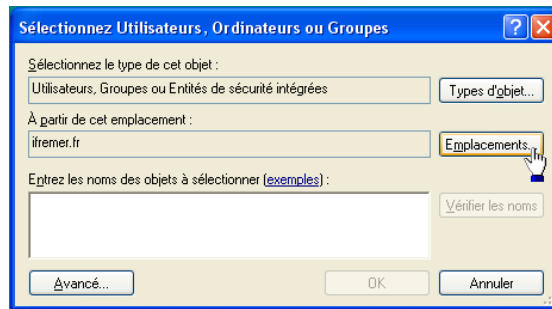 Sélectionnez Utilisateurs, Ordinateurs ou Groupes
Sélectionnez le type de cet objet :
Utilisateurs, Groupes ou Entités de sécurité intégrées
Types d'objet...
À partir de cet emplacement :
ifremer.fr
Emplacements...
Entrez les noms des objets à sélectionner (exemples) :
Vérifier les noms
Avancé...
OK
Annuler